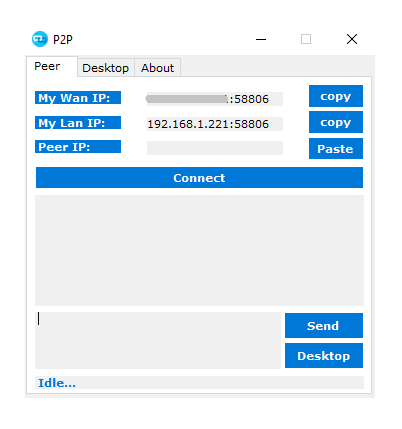 P2P
Peer Desktop About
My Wan IP: :58806 copy
My Lan IP: 192.168.1.221:58806 copy
Peer IP: Paste
Connect
Send
Desktop
Idle...